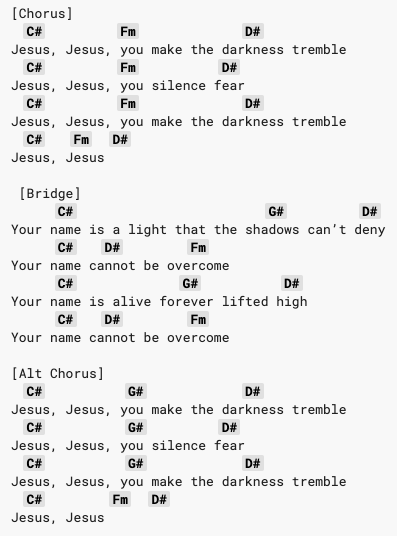 [Chorus]
C# Fm D#
Jesus, Jesus, you make the darkness tremble
C# Fm D#
Jesus, Jesus, you silence fear
C# Fm D#
Jesus, Jesus, you make the darkness tremble
C# Fm D#
Jesus, Jesus
[Bridge]
C# G# D#
Your name is a light that the shadows can’t deny
C# D# Fm
Your name cannot be overcome
C# G# D#
Your name is alive forever lifted high
C# D# Fm
Your name cannot be overcome
[Alt Chorus]
C# G# D#
Jesus, Jesus, you make the darkness tremble
C# G# D#
Jesus, Jesus, you silence fear
C# G# D#
Jesus, Jesus, you make the darkness tremble
C# Fm D#
Jesus, Jesus